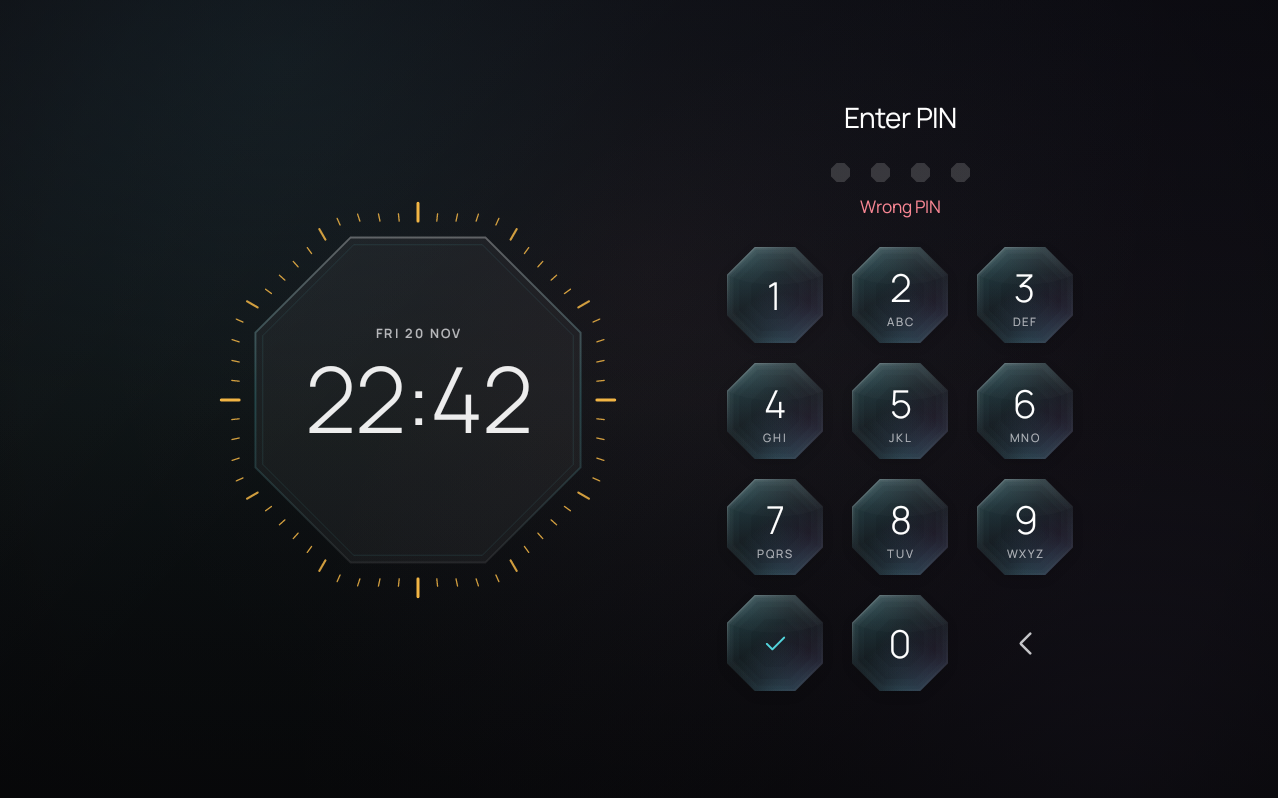 FRI 20 NOV
22:42
Enter PIN
Wrong PIN
1
2
ABC
3
DEF
4
GHI
5
JKL
6
MNO
7
PQRS
8
TUV
9
WXYZ
0